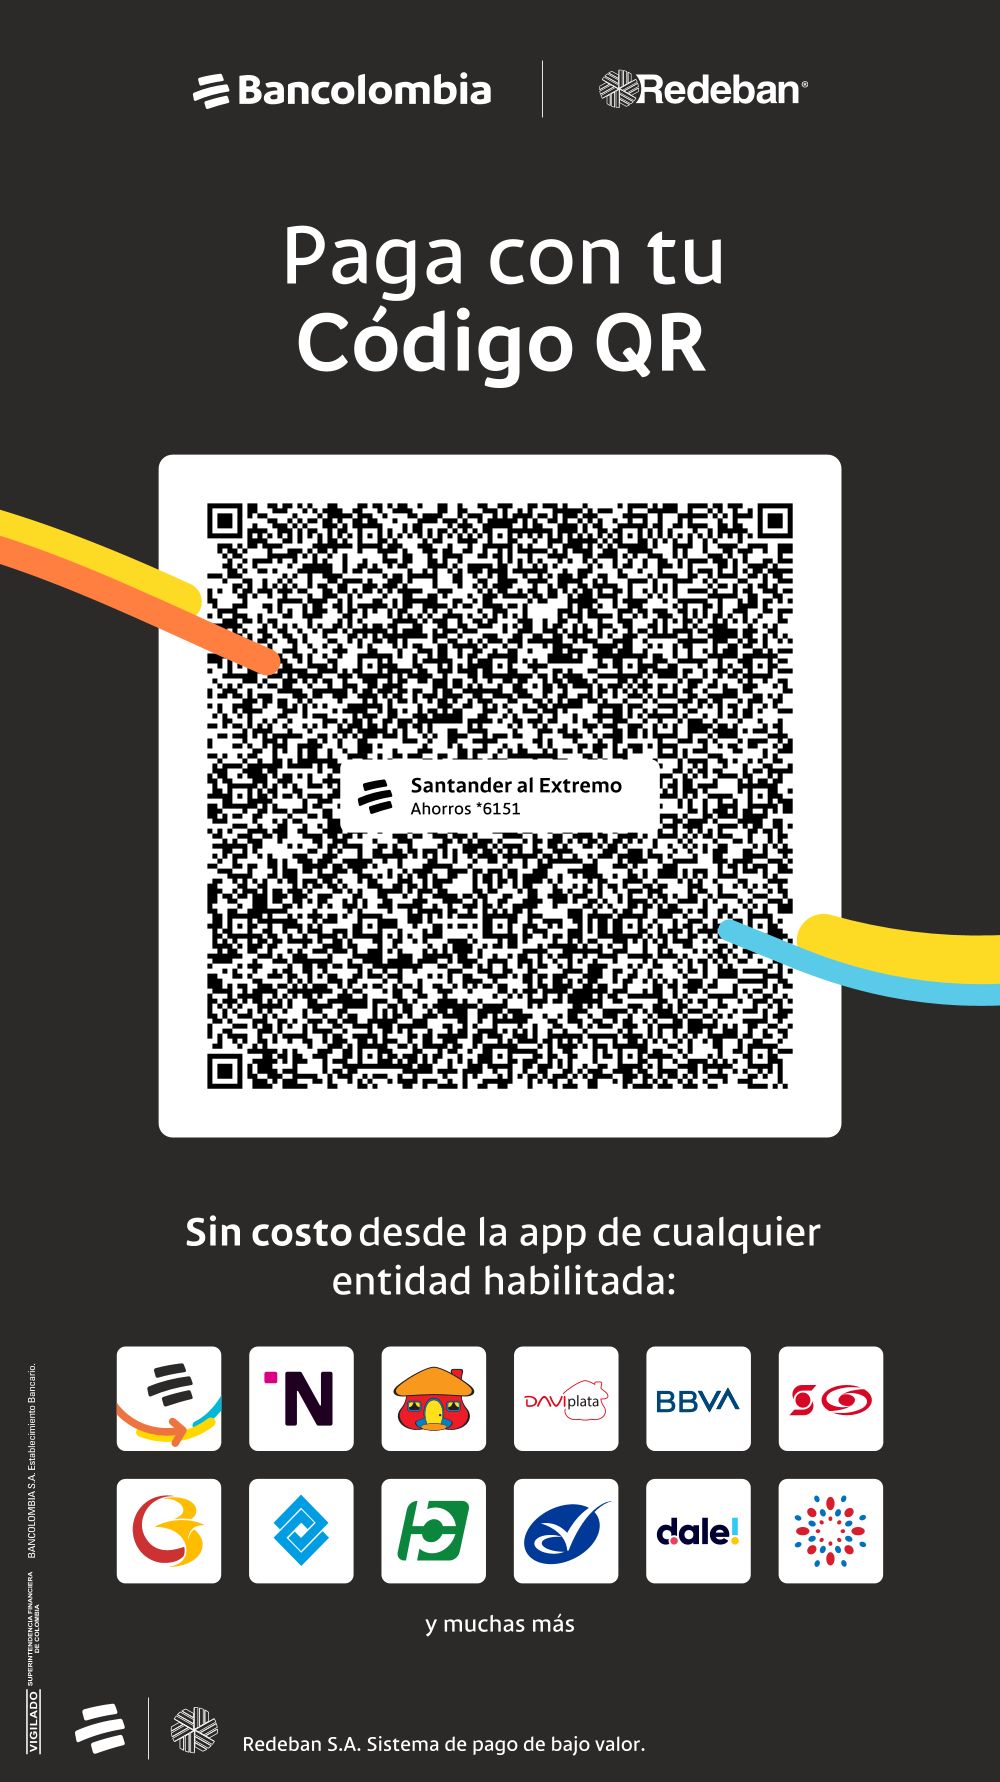 Bancolombia
Redeban®
Paga con tu
Código QR
Santander al Extremo
Ahorros *6151
Sin costo desde la app de cualquier
entidad habilitada:
N
DAVIplata
BBVA
dale!
y muchas más
BANCOLOMBIA S.A. Establecimiento Bancario.
SUPERINTENDENCIA FINANCIERA
DE COLOMBIA
VIGILADO
Redeban S.A. Sistema de pago de bajo valor.